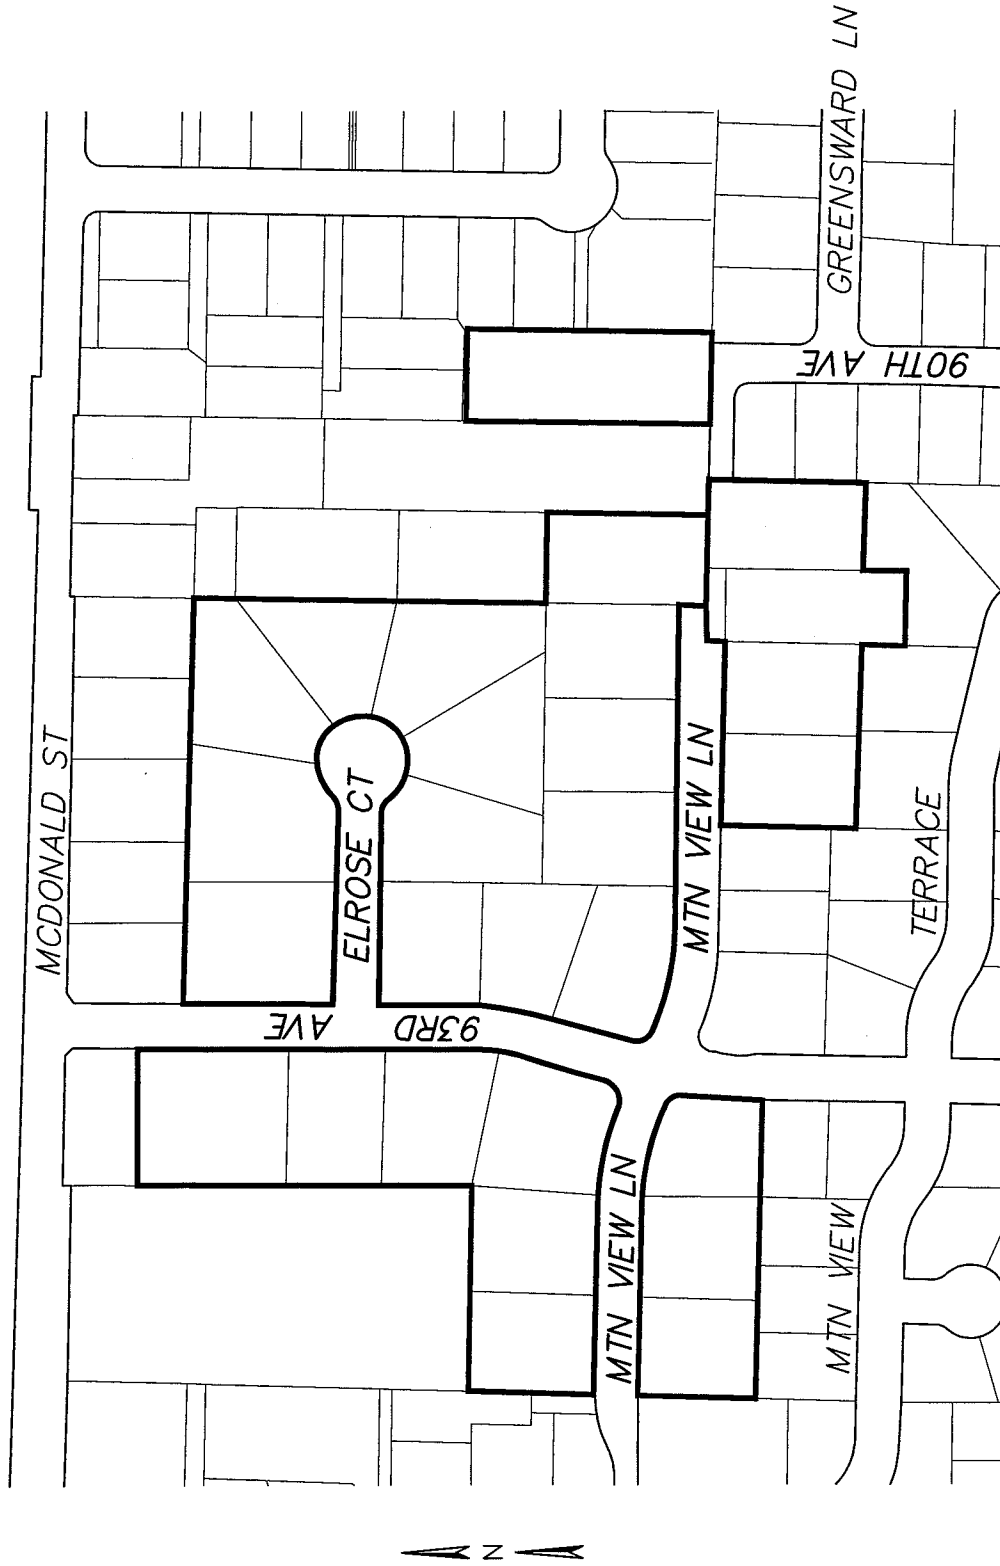 MCDONALD ST
ELROSE CT
93RD AVE
MTN VIEW LN
MTN VIEW LN
MTN VIEW
TERRACE
GREENSWARD LN
90TH AVE
N